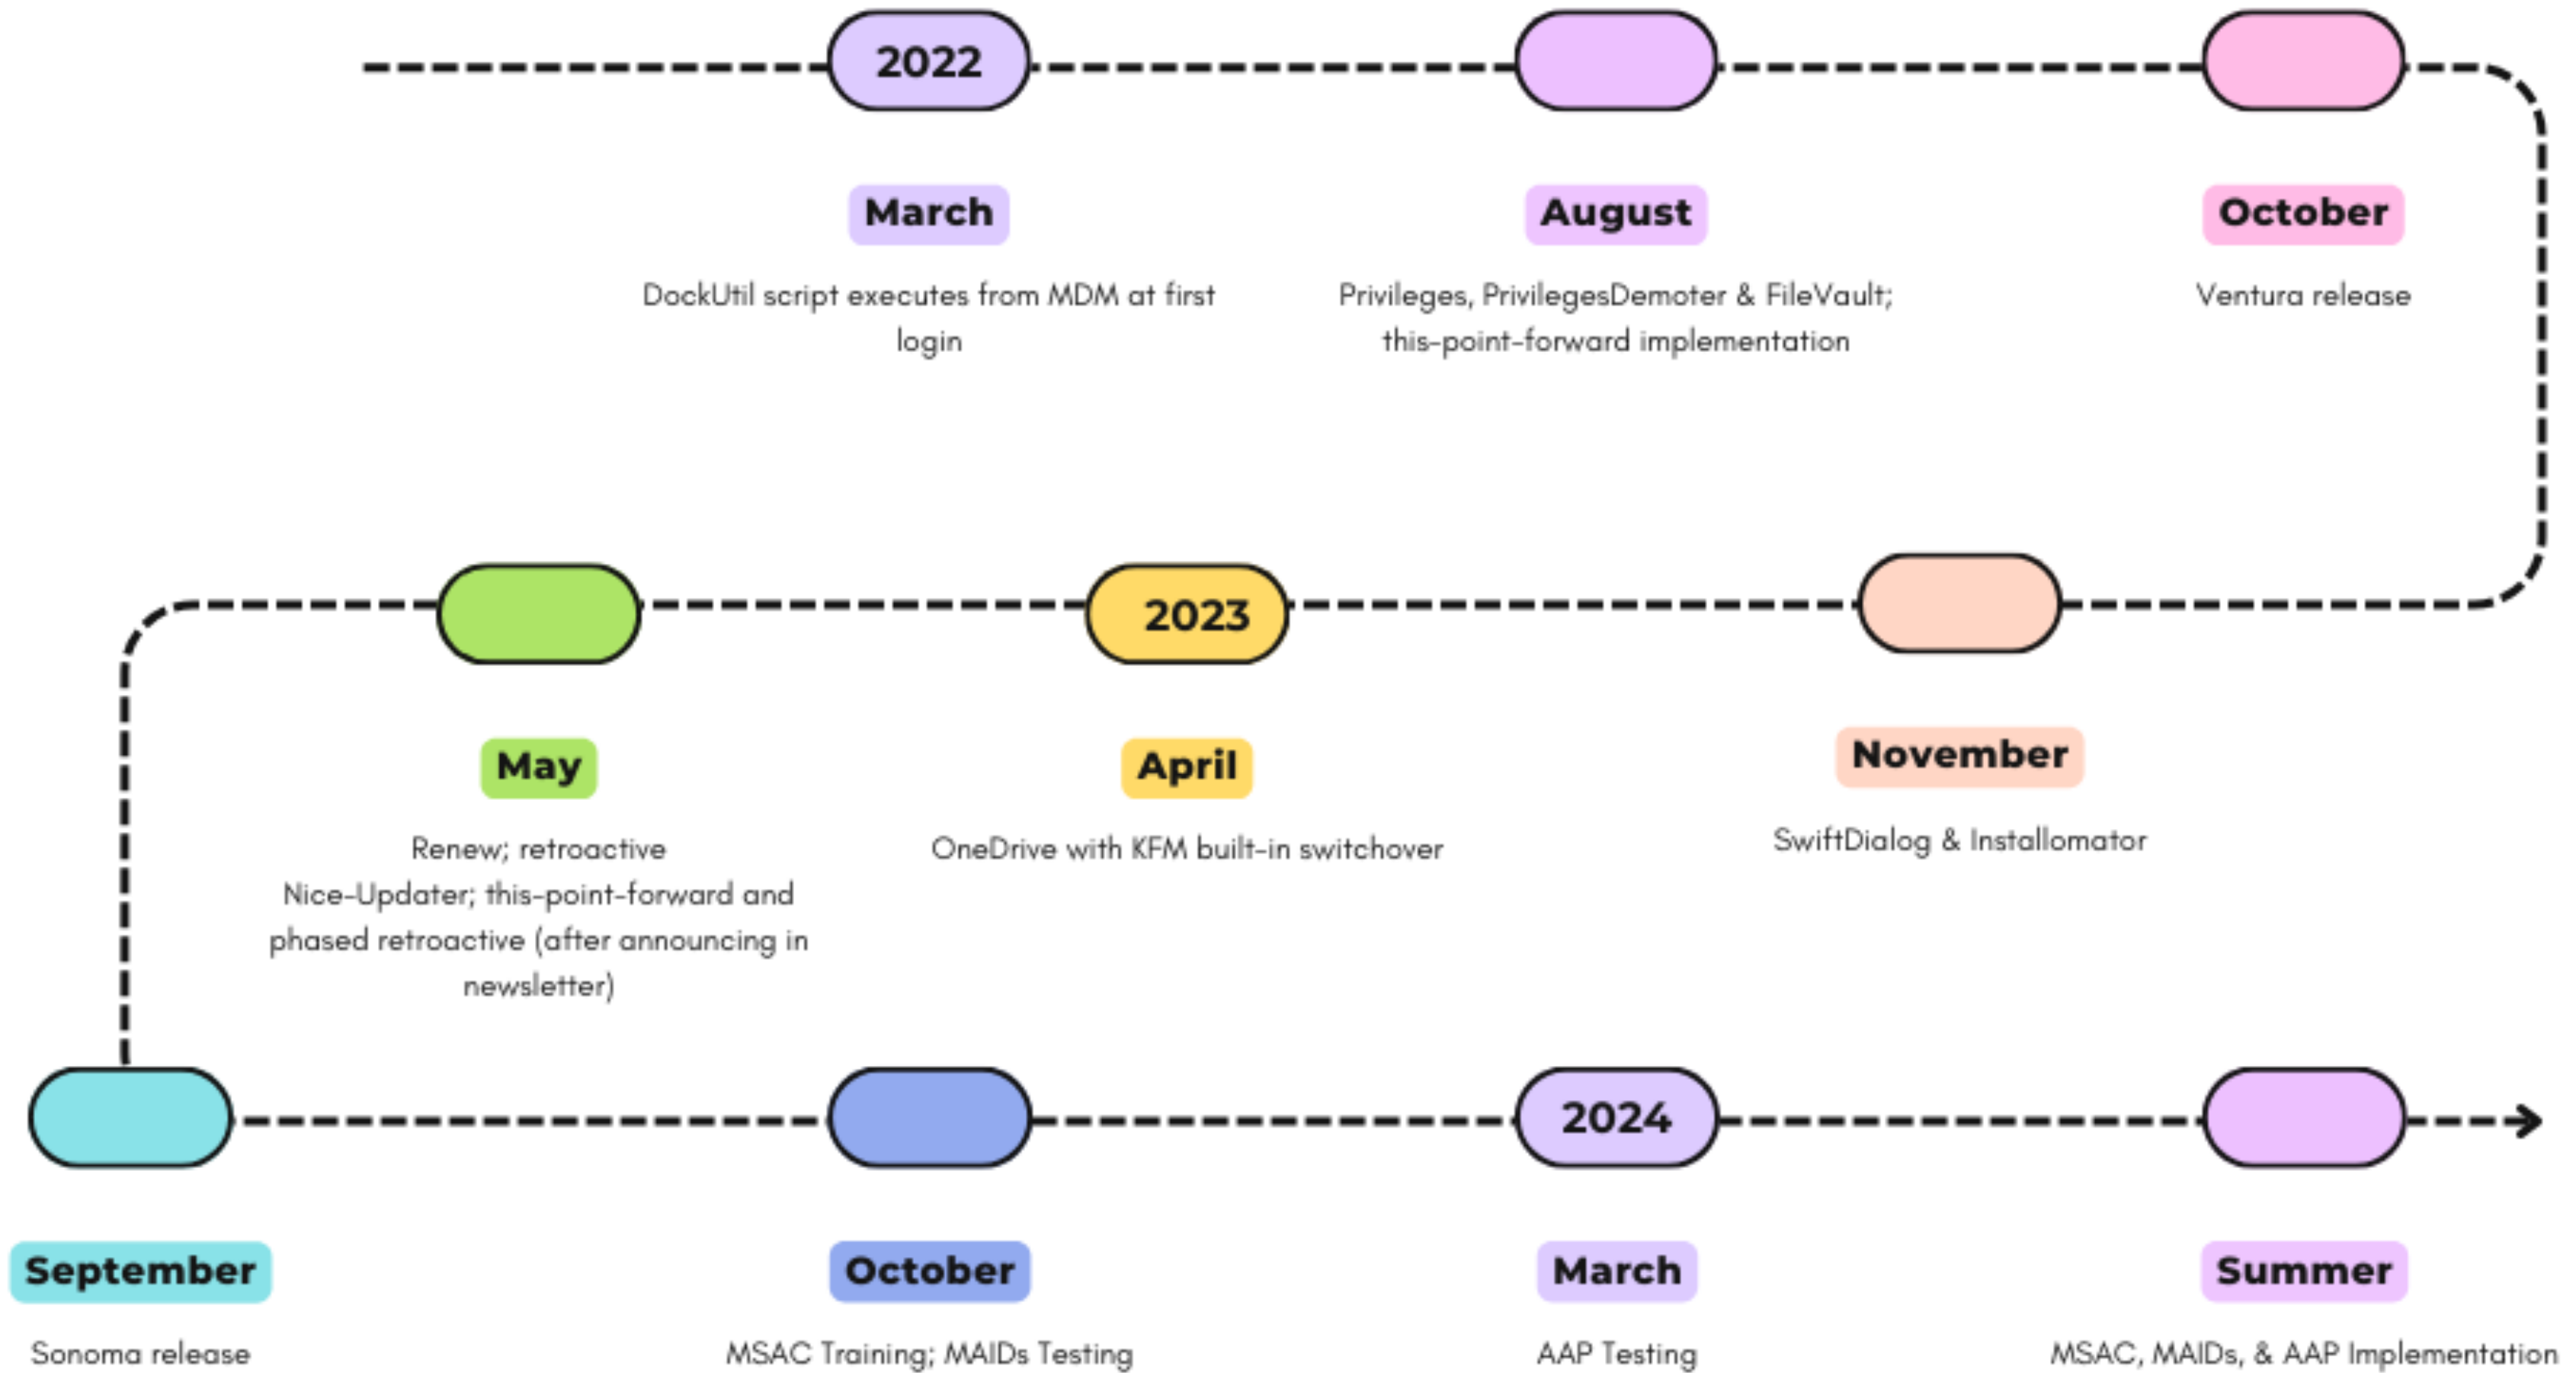 2022
March
DockUtil script executes from MDM at first
login
August
Privileges, PrivilegesDemoter & FileVault;
this-point-forward implementation
October
Ventura release
November
SwiftDialog & Installomator
2023
April
OneDrive with KFM built-in switchover
May
Renew; retroactive
Nice-Updater; this-point-forward and
phased retroactive (after announcing in
newsletter)
September
Sonoma release
October
MSAC Training; MAIDs Testing
2024
March
AAP Testing
Summer
MSAC, MAIDs, & AAP Implementation